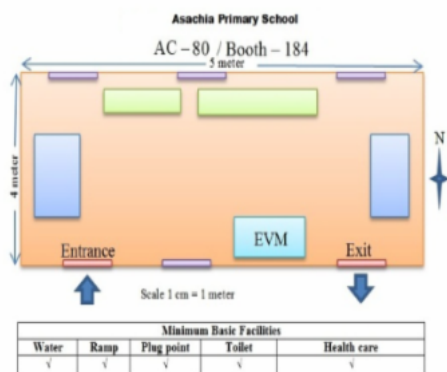 Asachia Primary School
AC – 80 / Booth – 184
5 meter
4 meter
N
Entrance
EVM
Exit
Scale 1 cm = 1 meter
Minimum Basic Facilities
Water Ramp Plug point Toilet Health care
√ √ √ √ √